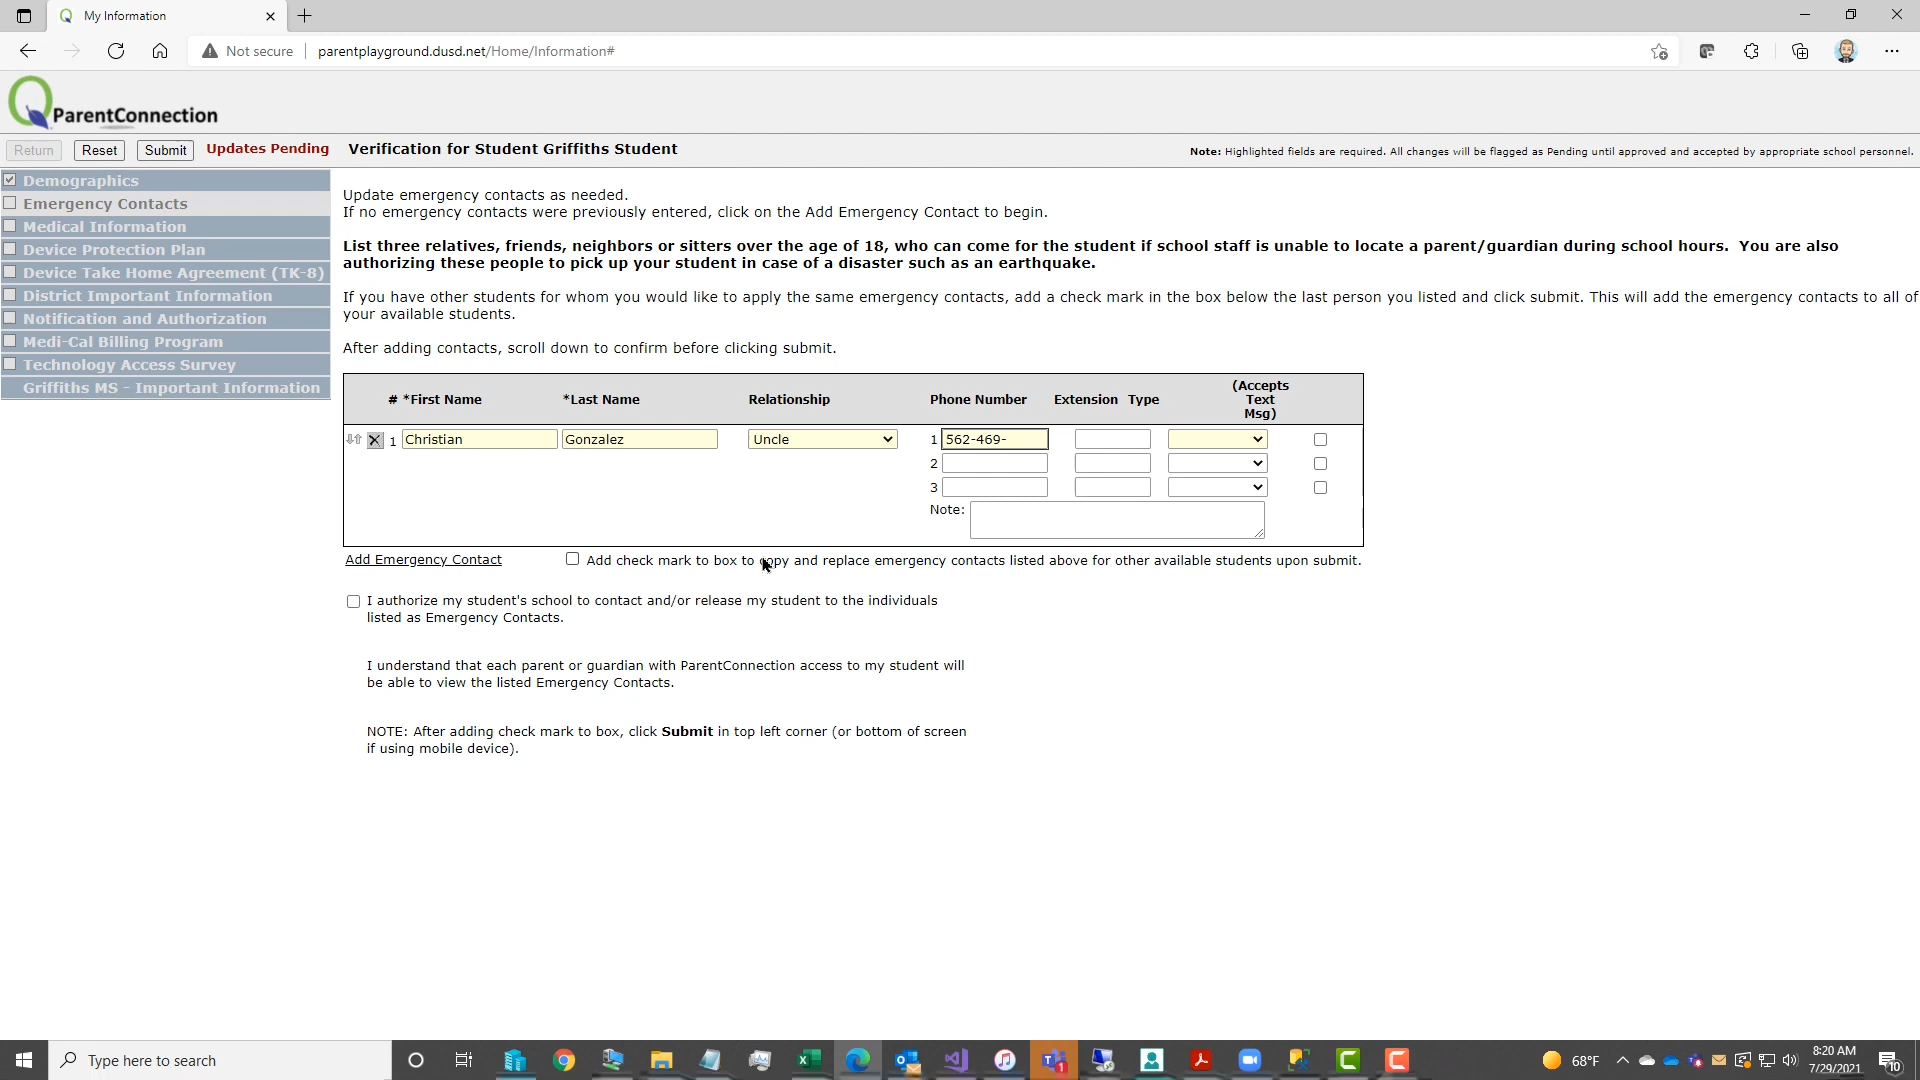 My Information
Not secure
parentplayground.dusd.net/Home/Information#
ParentConnection
Return
Reset
Submit
Updates Pending
Verification for Student Griffiths Student
Note: Highlighted fields are required. All changes will be flagged as Pending until approved and accepted by appropriate school personnel.
Demographics
Emergency Contacts
Medical Information
Device Protection Plan
Device Take Home Agreement (TK-8)
District Important Information
Notification and Authorization
Medi-Cal Billing Program
Technology Access Survey
Griffiths MS - Important Information
Update emergency contacts as needed.
If no emergency contacts were previously entered, click on the Add Emergency Contact to begin.
List three relatives, friends, neighbors or sitters over the age of 18, who can come for the student if school staff is unable to locate a parent/guardian during school hours. You are also
authorizing these people to pick up your student in case of a disaster such as an earthquake.
If you have other students for whom you would like to apply the same emergency contacts, add a check mark in the box below the last person you listed and click submit. This will add the emergency contacts to all of
your available students.
After adding contacts, scroll down to confirm before clicking submit.
# *First Name *Last Name Relationship Phone Number Extension Type (Accepts
Text
Msg)
1 Christian Gonzalez Uncle 1 562-469-
2
3
Note:
Add Emergency Contact
Add check mark to box to copy and replace emergency contacts listed above for other available students upon submit.
I authorize my student's school to contact and/or release my student to the individuals
listed as Emergency Contacts.
I understand that each parent or guardian with ParentConnection access to my student will
be able to view the listed Emergency Contacts.
NOTE: After adding check mark to box, click Submit in top left corner (or bottom of screen
if using mobile device).
Type here to search
68°F
8:20 AM
7/29/2021
10